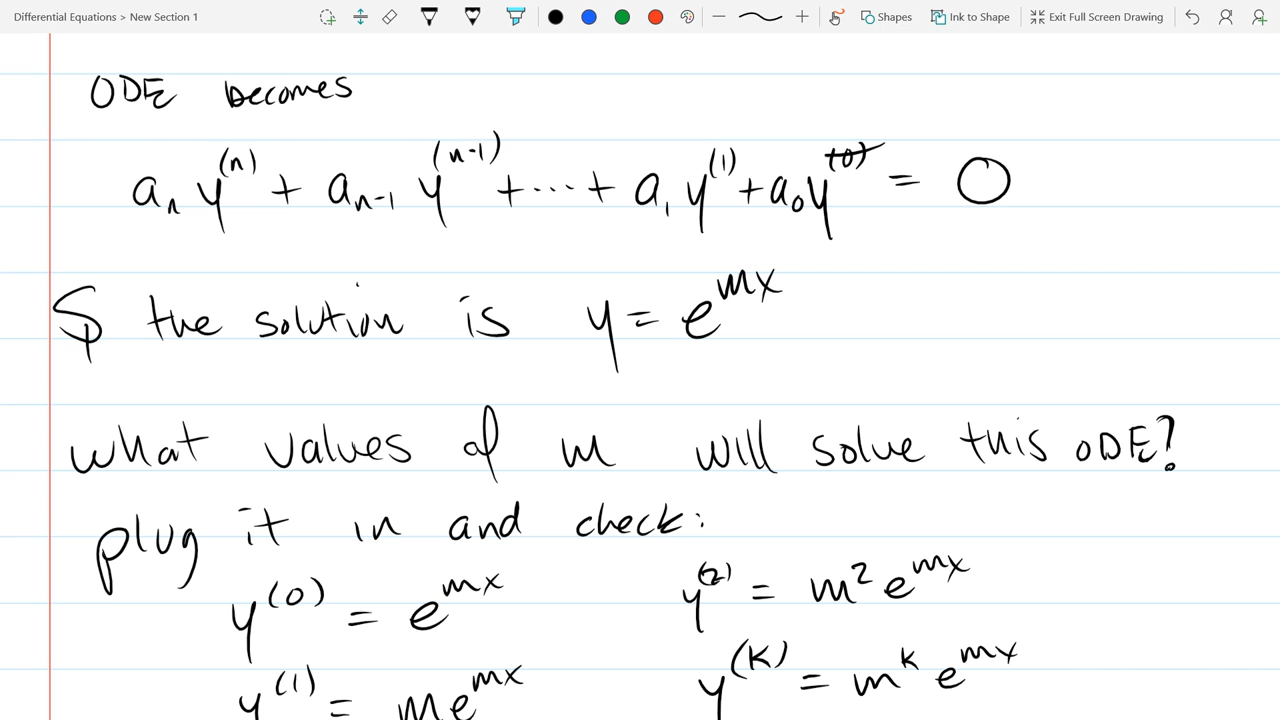 Differential Equations > New Section 1
Shapes Ink to Shape Exit Full Screen Drawing
ODE becomes
aₙ y⁽ⁿ⁾ + aₙ₋₁ y⁽ⁿ⁻¹⁾ + ⋯ + a₁ y⁽¹⁾ + a₀ y⁽⁰⁾ = 0
the solution is y = e^{mx}
what values of m will solve this ODE?
plug it in and check:
y⁽⁰⁾ = e^{mx} y⁽²⁾ = m² e^{mx}
y⁽¹⁾ = m e^{mx} y⁽ᵏ⁾ = mᵏ e^{mx}